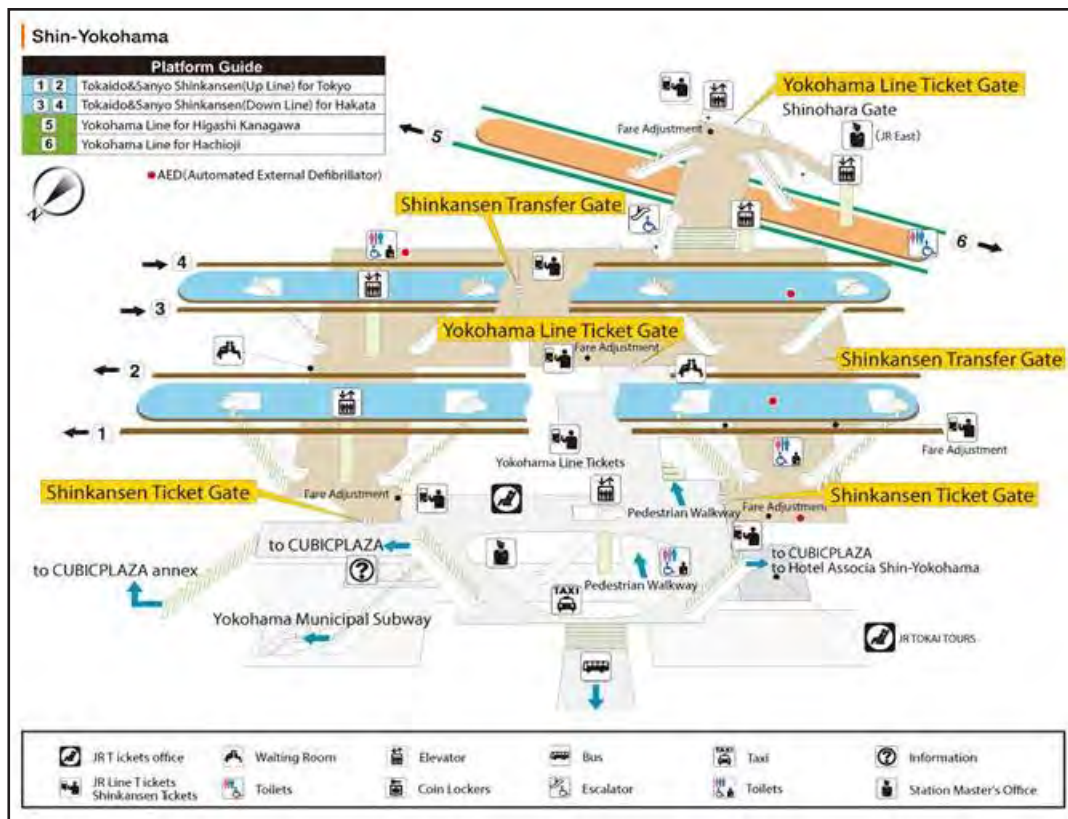 Shin-Yokohama
Platform Guide
1 2 Tokaido&Sanyo Shinkansen(Up Line) for Tokyo
3 4 Tokaido&Sanyo Shinkansen(Down Line) for Hakata
5 Yokohama Line for Higashi Kanagawa
6 Yokohama Line for Hachioji
AED(Automated External Defibrillator)
N
Yokohama Line Ticket Gate
Shinohara Gate
Fare Adjustment
(JR East)
5
6
Shinkansen Transfer Gate
4
3
Yokohama Line Ticket Gate
Fare Adjustment
Shinkansen Transfer Gate
2
1
Yokohama Line Tickets
Fare Adjustment
Shinkansen Ticket Gate
Fare Adjustment
Pedestrian Walkway
Shinkansen Ticket Gate
Fare Adjustment
to CUBICPLAZA
to CUBICPLAZA annex
Pedestrian Walkway
to CUBICPLAZA
to Hotel Associa Shin-Yokohama
TAXI
Yokohama Municipal Subway
JR TOKAI TOURS
JR Tickets office
Waiting Room
Elevator
Bus
TAXI
Taxi
Information
JR Line Tickets
Shinkansen Tickets
Toilets
Coin Lockers
Escalator
Toilets
Station Master's Office